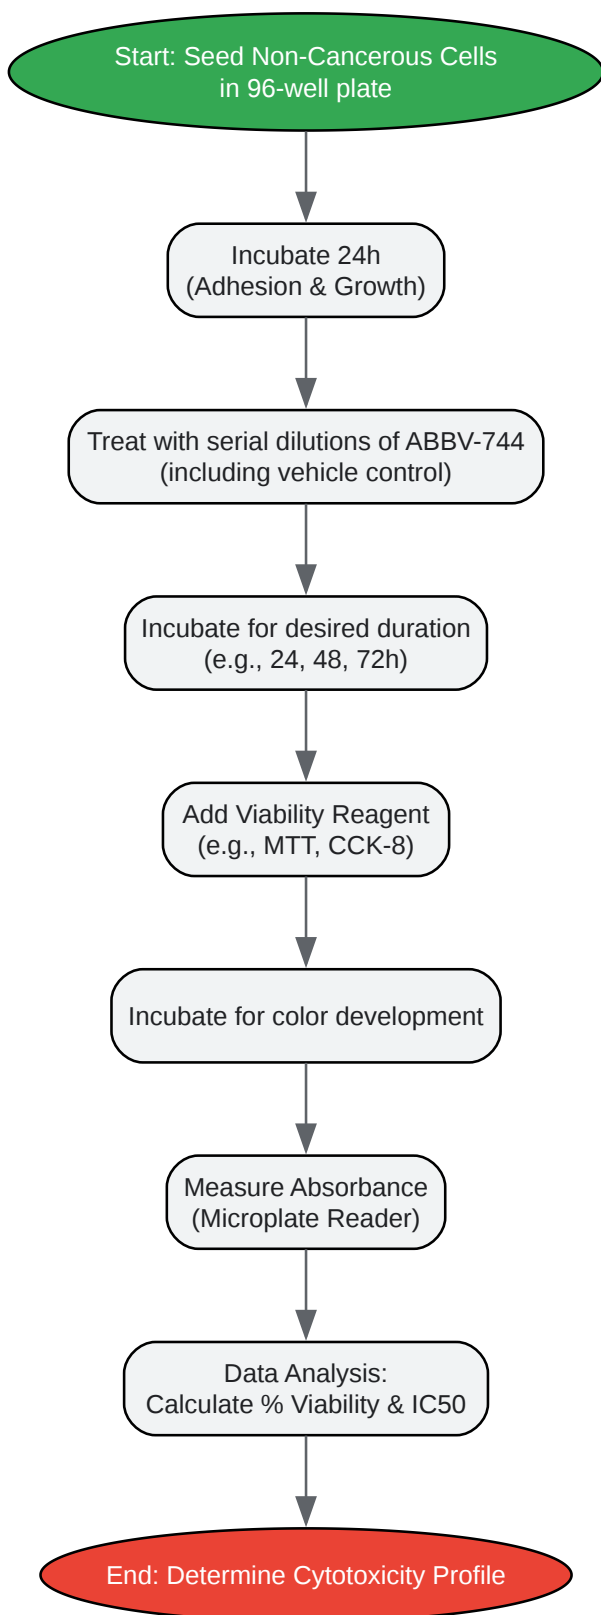 Start: Seed Non-Cancerous Cells
in 96-well plate
Incubate 24h
(Adhesion & Growth)
Treat with serial dilutions of ABBV-744
(including vehicle control)
Incubate for desired duration
(e.g., 24, 48, 72h)
Add Viability Reagent
(e.g., MTT, CCK-8)
Incubate for color development
Measure Absorbance
(Microplate Reader)
Data Analysis:
Calculate % Viability & IC50
End: Determine Cytotoxicity Profile